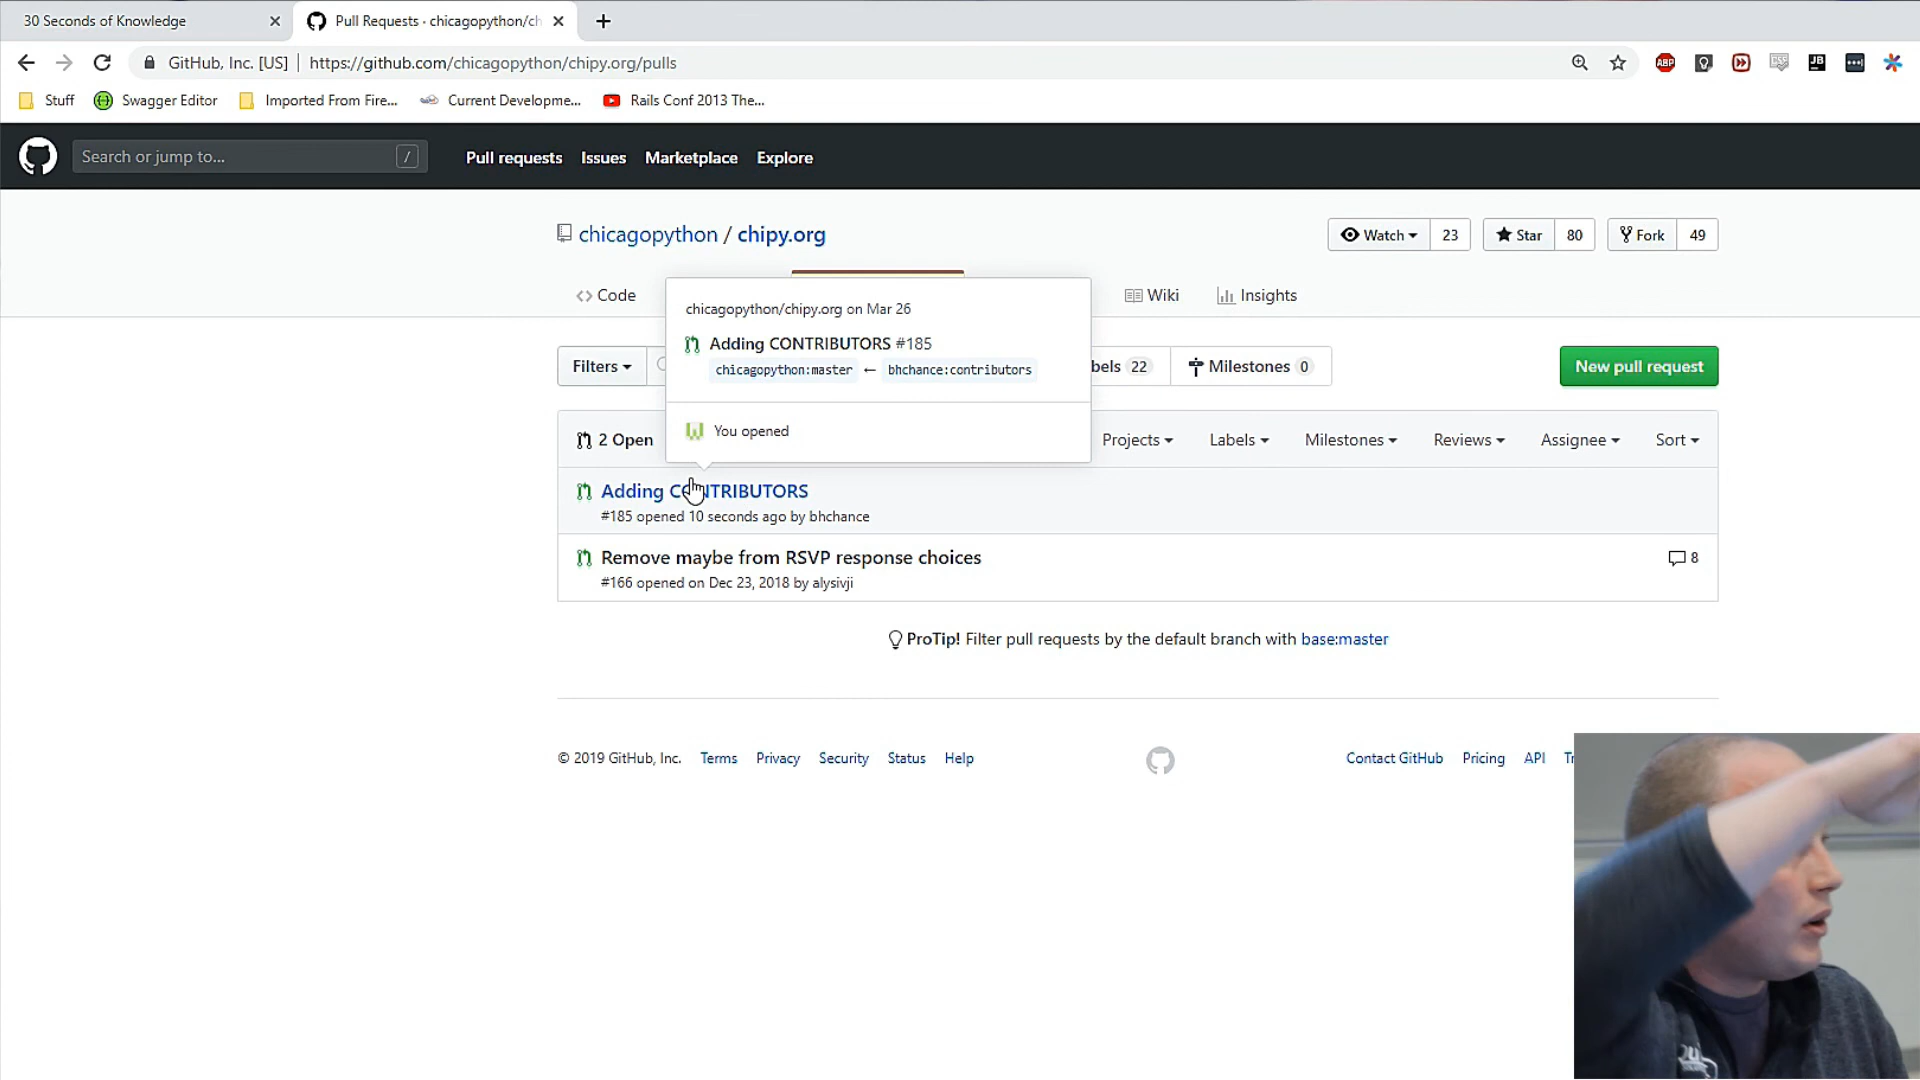 30 Seconds of Knowledge
Pull Requests · chicagopython/ch
GitHub, Inc. [US] | https://github.com/chicagopython/chipy.org/pulls
ABP
JB
Stuff
Swagger Editor
Imported From Fire...
Current Developme...
Rails Conf 2013 The...
Search or jump to...
/
Pull requests Issues Marketplace Explore
chicagopython / chipy.org
Watch 23
Star 80
Fork 49
Code
Wiki
Insights
chicagopython/chipy.org on Mar 26
Adding CONTRIBUTORS #185
chicagopython:master ← bhchance:contributors
You opened
Filters
bels 22
Milestones 0
New pull request
2 Open
Projects Labels Milestones Reviews Assignee Sort
Adding CONTRIBUTORS
#185 opened 10 seconds ago by bhchance
Remove maybe from RSVP response choices
8
#166 opened on Dec 23, 2018 by alysivji
ProTip! Filter pull requests by the default branch with base:master
© 2019 GitHub, Inc. Terms Privacy Security Status Help
Contact GitHub Pricing API Tr